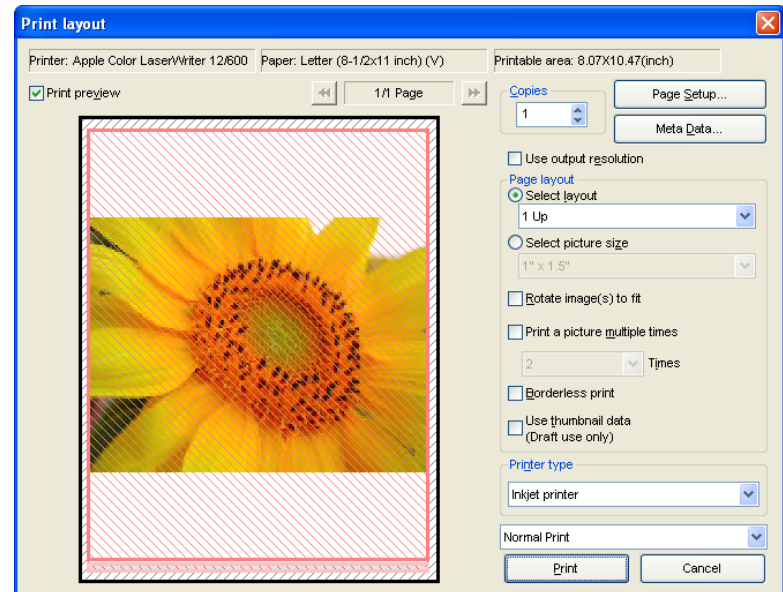 Print layout
Printer: Apple Color LaserWriter 12/600
Paper: Letter (8-1/2x11 inch) (V)
Printable area: 8.07X10.47(inch)
Print preview
1/1 Page
Copies
1
Page Setup...
Meta Data...
Use output resolution
Page layout
Select layout
1 Up
Select picture size
1" x 1.5"
Rotate image(s) to fit
Print a picture multiple times
2
Times
Borderless print
Use thumbnail data
(Draft use only)
Printer type
Inkjet printer
Normal Print
Print
Cancel